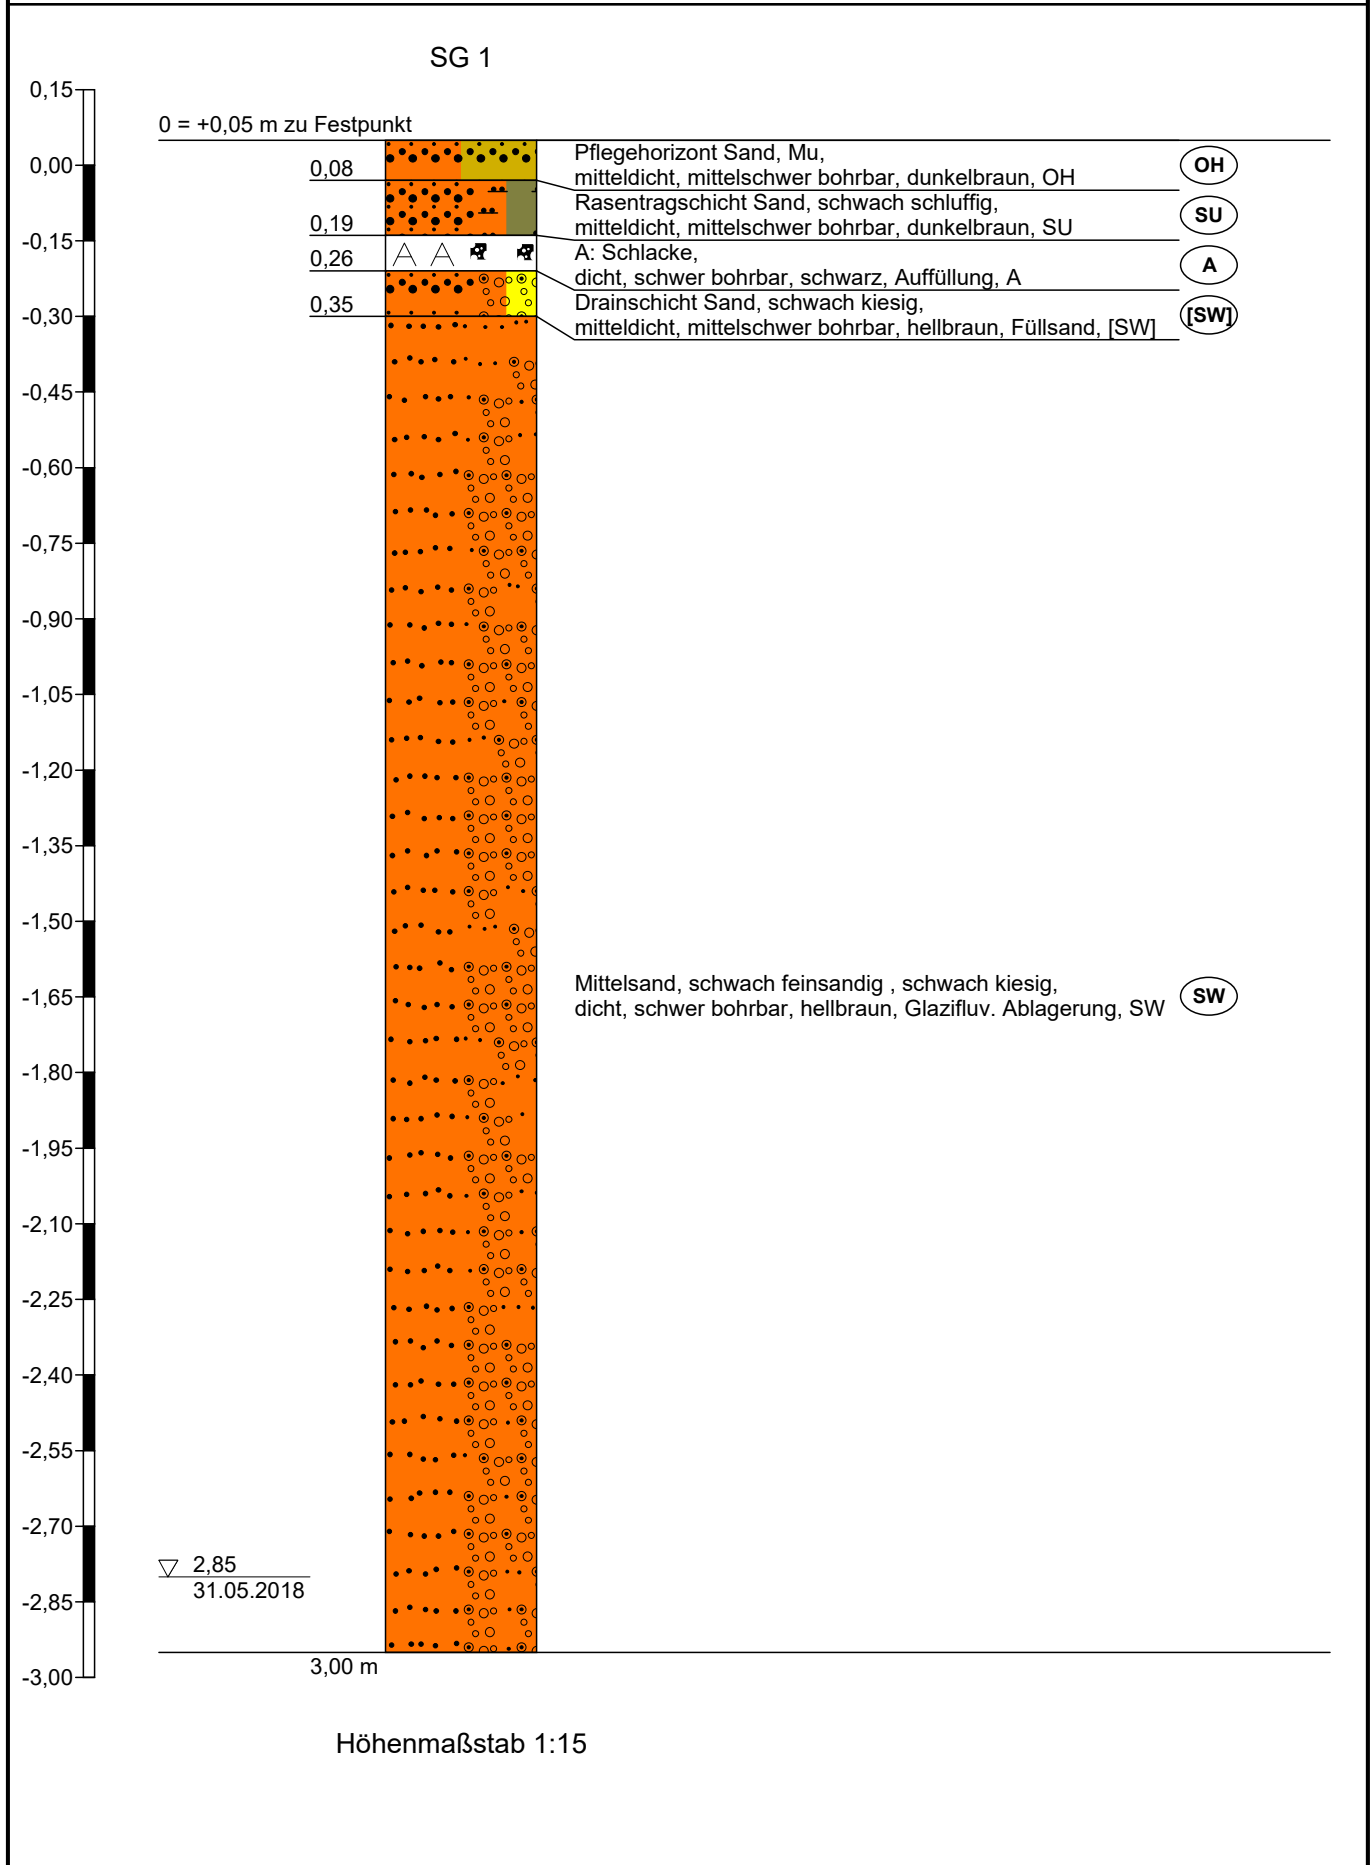 SG 1
0,15
0 = +0,05 m zu Festpunkt
0,00
-0,15
-0,30
-0,45
-0,60
-0,75
-0,90
-1,05
-1,20
-1,35
-1,50
-1,65
-1,80
-1,95
-2,10
-2,25
-2,40
-2,55
-2,70
-2,85
-3,00
0,08
0,19
0,26
0,35
A A
Pflegehorizont Sand, Mu,
mitteldicht, mittelschwer bohrbar, dunkelbraun, OH
OH
Rasentragschicht Sand, schwach schluffig,
mitteldicht, mittelschwer bohrbar, dunkelbraun, SU
SU
A: Schlacke,
dicht, schwer bohrbar, schwarz, Auffüllung, A
A
Drainschicht Sand, schwach kiesig,
mitteldicht, mittelschwer bohrbar, hellbraun, Füllsand, [SW]
[SW]
Mittelsand, schwach feinsandig , schwach kiesig,
dicht, schwer bohrbar, hellbraun, Glazifluv. Ablagerung, SW
SW
2,85
31.05.2018
3,00 m
Höhenmaßstab 1:15